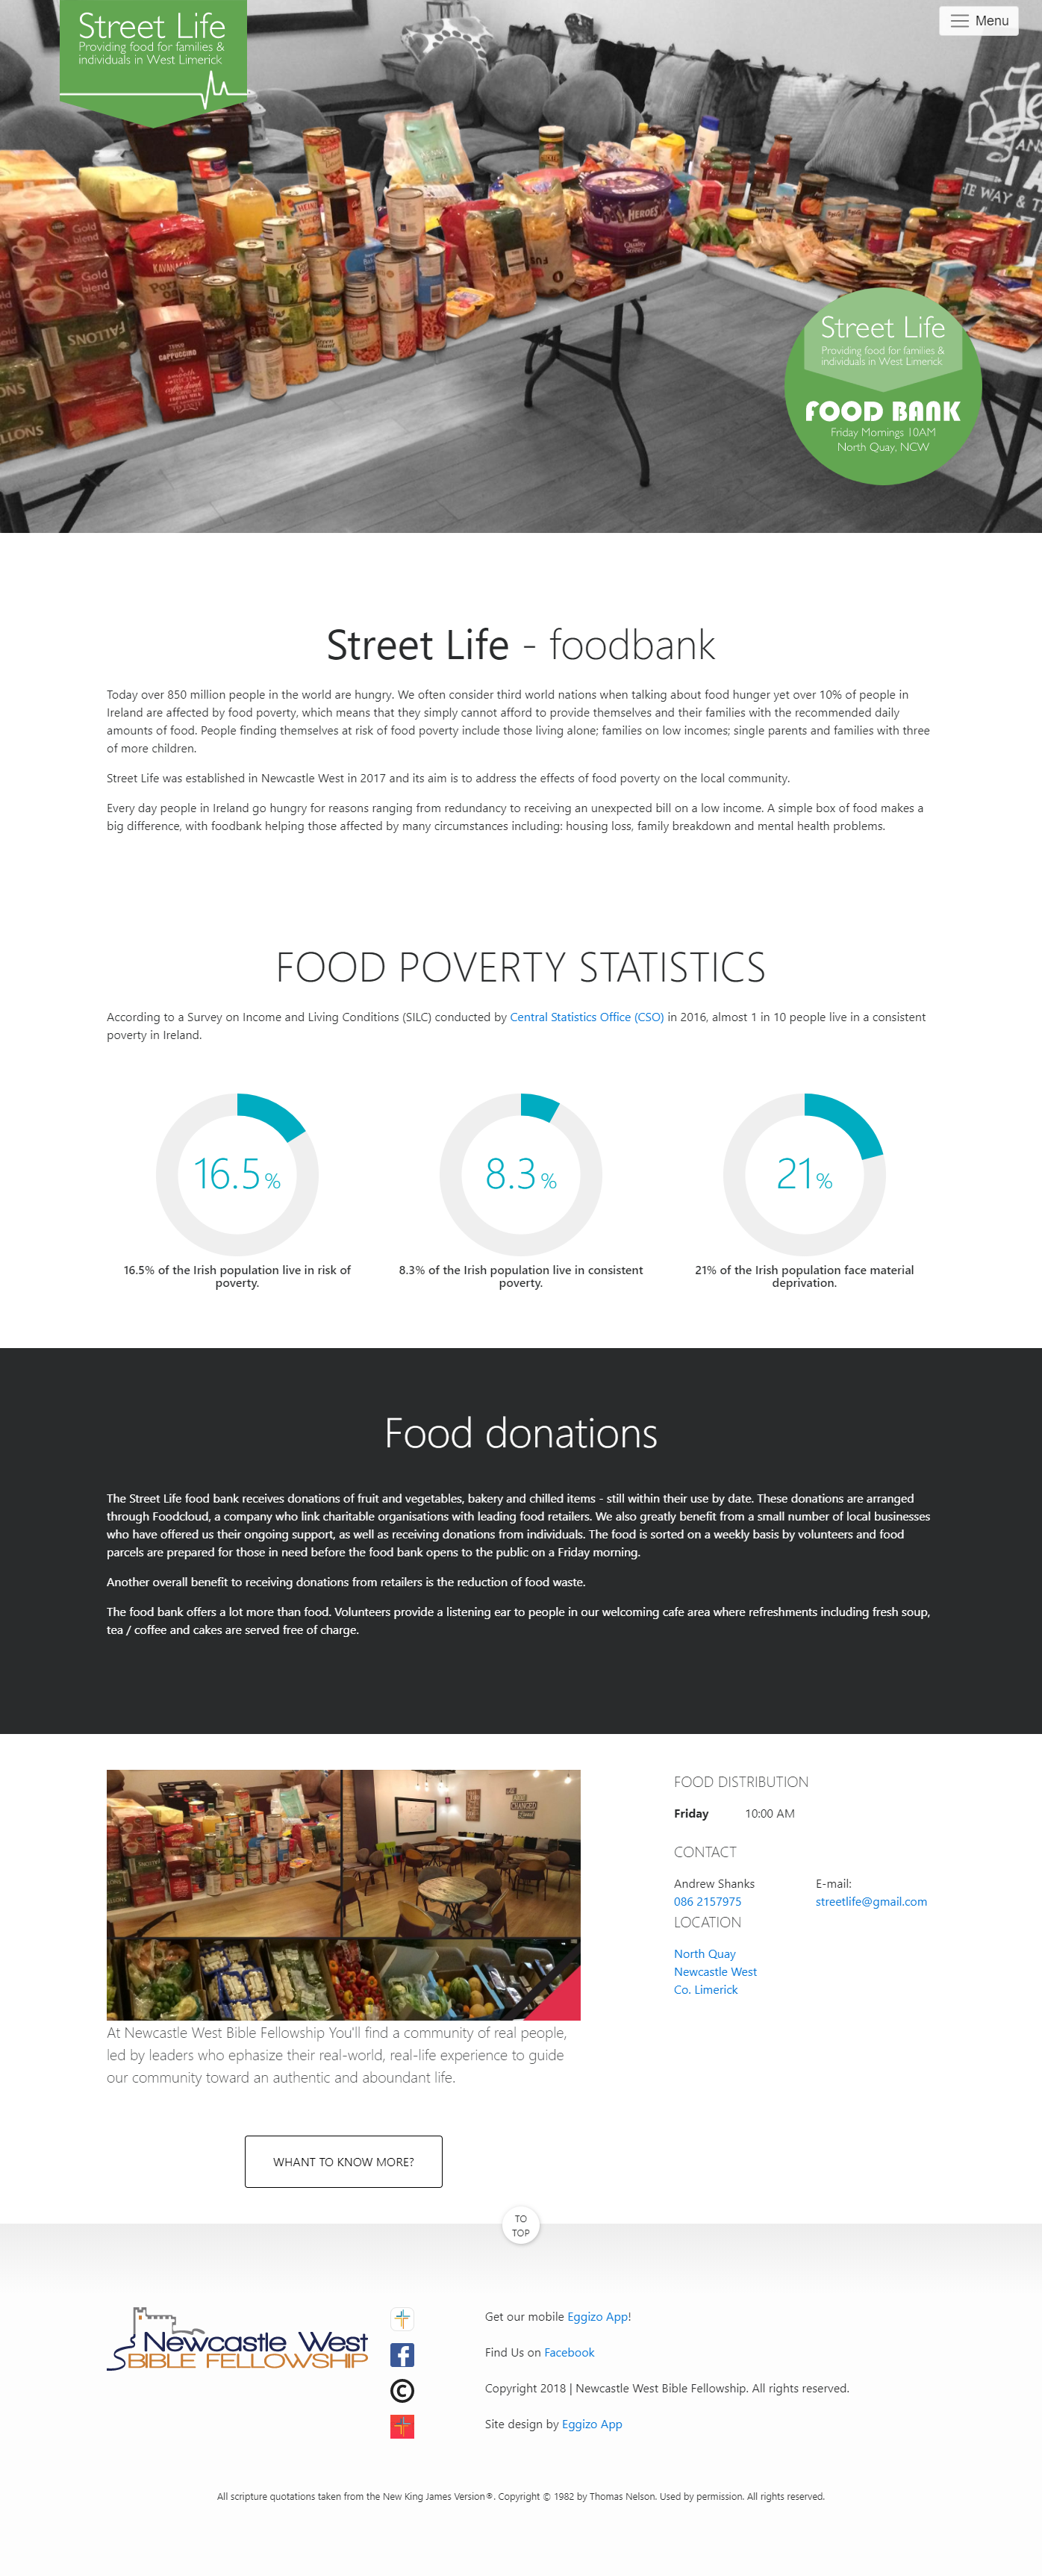 Street Life
Providing food for families &
individuals in West Limerick
Menu
Gold
blend
Gold
blend
HEINZ
KAVANAGH
HEROES
Quality
Street
CAPPUCCINO
GALLONS
THE WAY & T
Street Life
Providing food for families &
individuals in West Limerick
FOOD BANK
Friday Mornings 10AM
North Quay, NCW
Street Life - foodbank
Today over 850 million people in the world are hungry. We often consider third world nations when talking about food hunger yet over 10% of people in
Ireland are affected by food poverty, which means that they simply cannot afford to provide themselves and their families with the recommended daily
amounts of food. People finding themselves at risk of food poverty include those living alone; families on low incomes; single parents and families with three
of more children.
Street Life was established in Newcastle West in 2017 and its aim is to address the effects of food poverty on the local community.
Every day people in Ireland go hungry for reasons ranging from redundancy to receiving an unexpected bill on a low income. A simple box of food makes a
big difference, with foodbank helping those affected by many circumstances including: housing loss, family breakdown and mental health problems.
FOOD POVERTY STATISTICS
According to a Survey on Income and Living Conditions (SILC) conducted by Central Statistics Office (CSO) in 2016, almost 1 in 10 people live in a consistent
poverty in Ireland.
16.5 %
8.3 %
21 %
16.5% of the Irish population live in risk of
poverty.
8.3% of the Irish population live in consistent
poverty.
21% of the Irish population face material
deprivation.
Food donations
The Street Life food bank receives donations of fruit and vegetables, bakery and chilled items - still within their use by date. These donations are arranged
through Foodcloud, a company who link charitable organisations with leading food retailers. We also greatly benefit from a small number of local businesses
who have offered us their ongoing support, as well as receiving donations from individuals. The food is sorted on a weekly basis by volunteers and food
parcels are prepared for those in need before the food bank opens to the public on a Friday morning.
Another overall benefit to receiving donations from retailers is the reduction of food waste.
The food bank offers a lot more than food. Volunteers provide a listening ear to people in our welcoming cafe area where refreshments including fresh soup,
tea / coffee and cakes are served free of charge.
FOOD DISTRIBUTION
Friday 10:00 AM
CONTACT
Andrew Shanks
086 2157975
E-mail:
streetlife@gmail.com
LOCATION
North Quay
Newcastle West
Co. Limerick
At Newcastle West Bible Fellowship You'll find a community of real people,
led by leaders who ephasize their real-world, real-life experience to guide
our community toward an authentic and aboundant life.
WHANT TO KNOW MORE?
TO
TOP
Newcastle West
BIBLE FELLOWSHIP
Get our mobile Eggizo App!
Find Us on Facebook
Copyright 2018 | Newcastle West Bible Fellowship. All rights reserved.
Site design by Eggizo App
All scripture quotations taken from the New King James Version®. Copyright © 1982 by Thomas Nelson. Used by permission. All rights reserved.